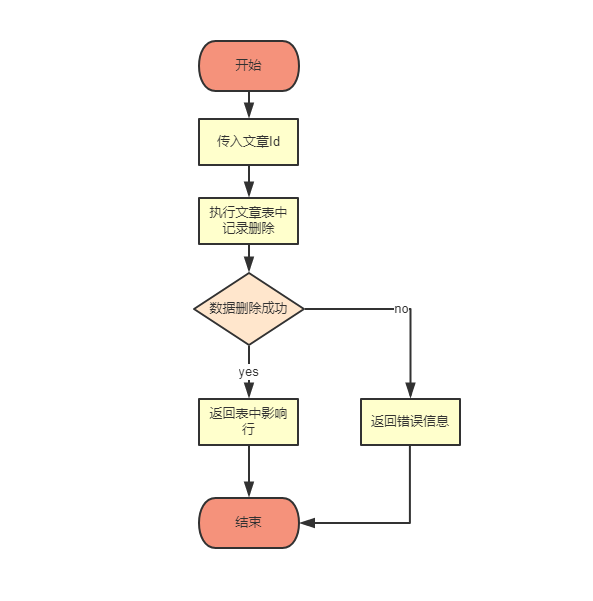 开始
传入文章Id
执行文章表中
记录删除
数据删除成功
no
yes
返回表中影响
行
返回错误信息
结束